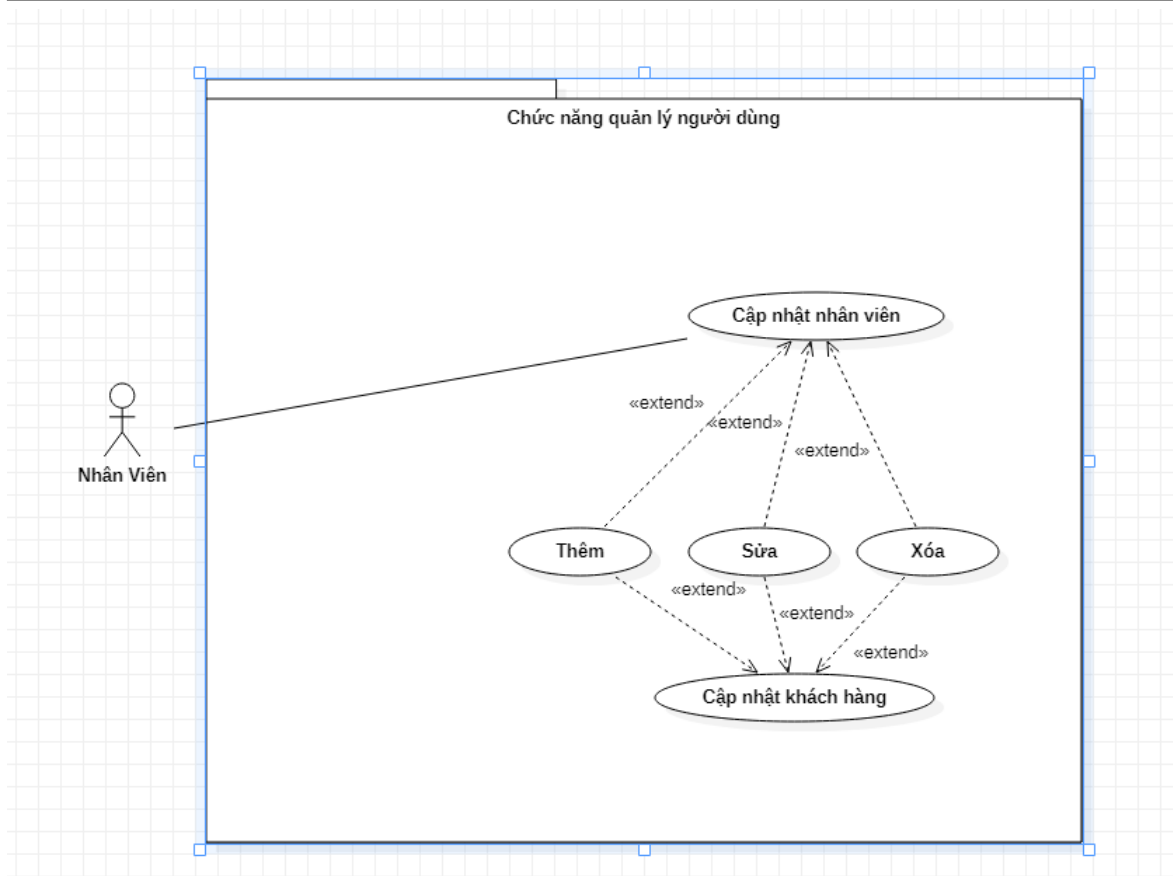 Chức năng quản lý người dùng
Cập nhật nhân viên
«extend»
«extend»
«extend»
Nhân Viên
Thêm
Sửa
Xóa
«extend»
«extend»
«extend»
Cập nhật khách hàng